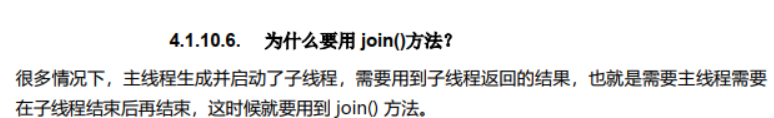 4.1.10.6. 为什么要用 join()方法？
很多情况下，主线程生成并启动了子线程，需要用到子线程返回的结果，也就是需要主线程需要
在子线程结束后再结束，这时候就要用到 join() 方法。